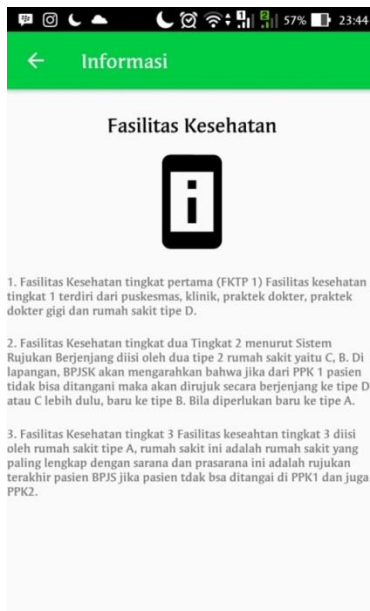 57% 23:44
Informasi
Fasilitas Kesehatan
1. Fasilitas Kesehatan tingkat pertama (FKTP 1) Fasilitas kesehatan
tingkat 1 terdiri dari puskesmas, klinik, praktek dokter, praktek
dokter gigi dan rumah sakit tipe D.
2. Fasilitas Kesehatan tingkat dua Tingkat 2 menurut Sistem
Rujukan Berjenjang diisi oleh dua tipe 2 rumah sakit yaitu C, B. Di
lapangan, BPJSK akan mengarahkan bahwa jika dari PPK 1 pasien
tidak bisa ditangani maka akan dirujuk secara berjenjang ke tipe D
atau C lebih dulu, baru ke tipe B. Bila diperlukan baru ke tipe A.
3. Fasilitas Kesehatan tingkat 3 Fasilitas keseahtan tingkat 3 diisi
oleh rumah sakit tipe A, rumah sakit ini adalah rumah sakit yang
paling lengkap dengan sarana dan prasarana ini adalah rujukan
terakhir pasien BPJS jika pasien tdak bsa ditangai di PPK1 dan juga
PPK2.